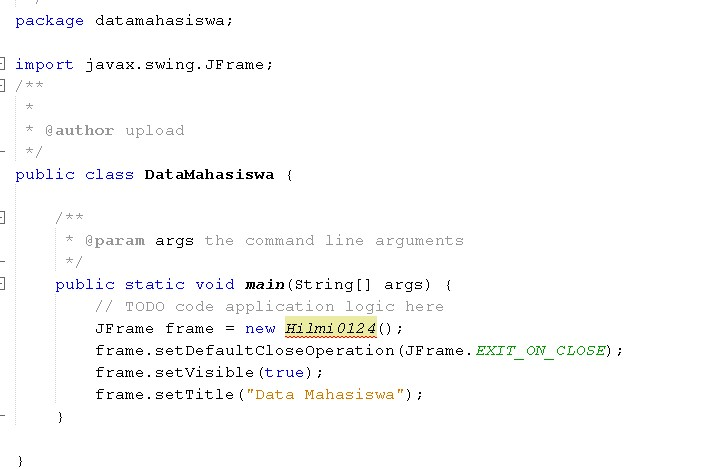 */
package datamahasiswa;
import javax.swing.JFrame;
/**
*
* @author upload
*/
public class DataMahasiswa {
/**
* @param args the command line arguments
*/
public static void main(String[] args) {
// TODO code application logic here
JFrame frame = new Hilmi0124();
frame.setDefaultCloseOperation(JFrame.EXIT_ON_CLOSE);
frame.setVisible(true);
frame.setTitle("Data Mahasiswa");
}
}